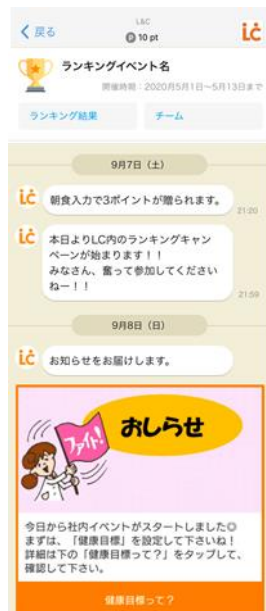 L&C
戻る
P 10 pt
ic
ランキングイベント名
開催時間：2020月5月1日〜5月13日まで
ランキング結果 チーム
9月7日（土）
ic
朝食入力で3ポイントが贈られます。
21:20
ic
本日よりLC内のランキングキャン
ペーンが始まります！！
みなさん、奮って参加してください
ねー！！
21:59
9月8日（日）
ic
お知らせをお届けします。
ファイト！
おしらせ
今日から社内イベントがスタートしました◎
まずは、「健康目標」を設定して下さいね！
詳細は下の「健康目標って？」をタップして、
確認して下さい。
健康目標って？